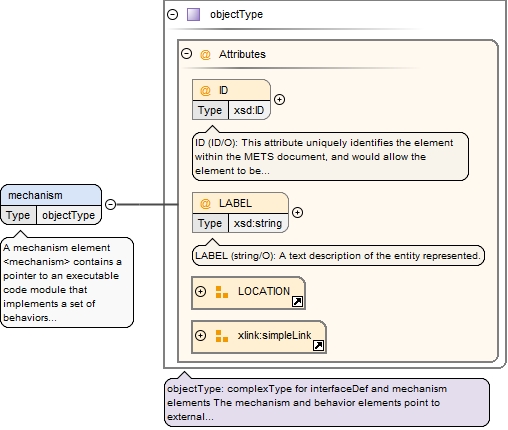 objectType
@ Attributes
@ ID
Type xsd:ID
ID (ID/O): This attribute uniquely identifies the element
within the METS document, and would allow the
element to be...
@ LABEL
Type xsd:string
LABEL (string/O): A text description of the entity represented.
LOCATION
xlink:simpleLink
mechanism
Type objectType
A mechanism element
<mechanism> contains a
pointer to an executable
code module that
implements a set of
behaviors...
objectType: complexType for interfaceDef and mechanism
elements The mechanism and behavior elements point to
external...